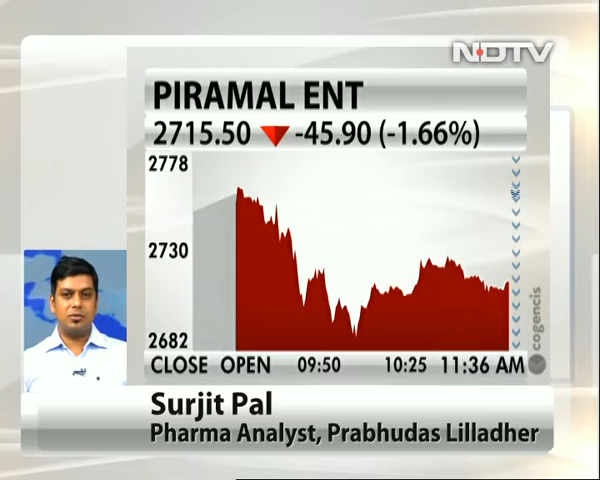 NDTV
PIRAMAL ENT
2715.50 -45.90 (-1.66%)
2778
2730
2682
CLOSE OPEN 09:50 10:25 11:36 AM
cogencis
Surjit Pal
Pharma Analyst, Prabhudas Lilladher